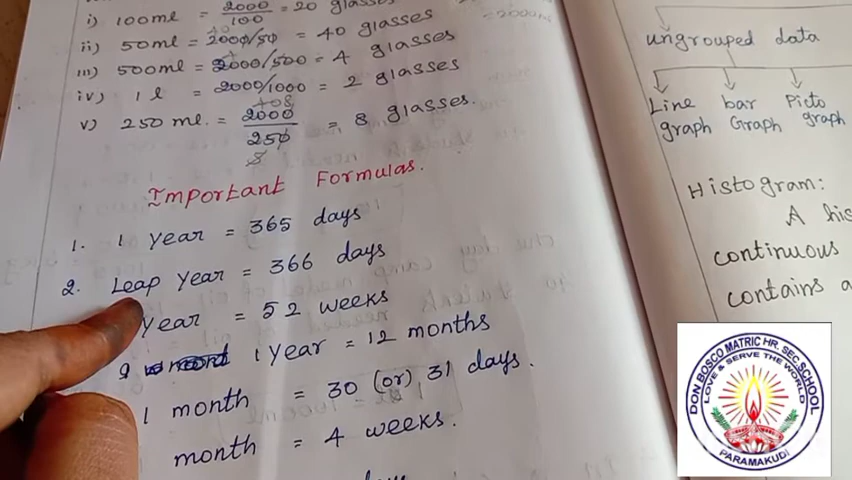 i) 100ml = 2000/100 = 20 glasses
ii) 50ml = 2000/50 = 40 glasses
iii) 500ml = 2000/500 = 4 glasses
iv) 1 l = 2000/1000 = 2 glasses
v) 250 ml. = 2000/250 = 8 glasses.
Important Formulas.
1. 1 year = 365 days
2. Leap year = 366 days
year = 52 weeks
1 year = 12 months
1 month = 30 (or) 31 days.
month = 4 weeks.
ungrouped data
Line bar Picto
graph Graph graph
Histogram:
A his
continuous
contains a
DON BOSCO MATRIC HR. SEC SCHOOL
LOVE & SERVE THE WORLD
PARAMAKUDI